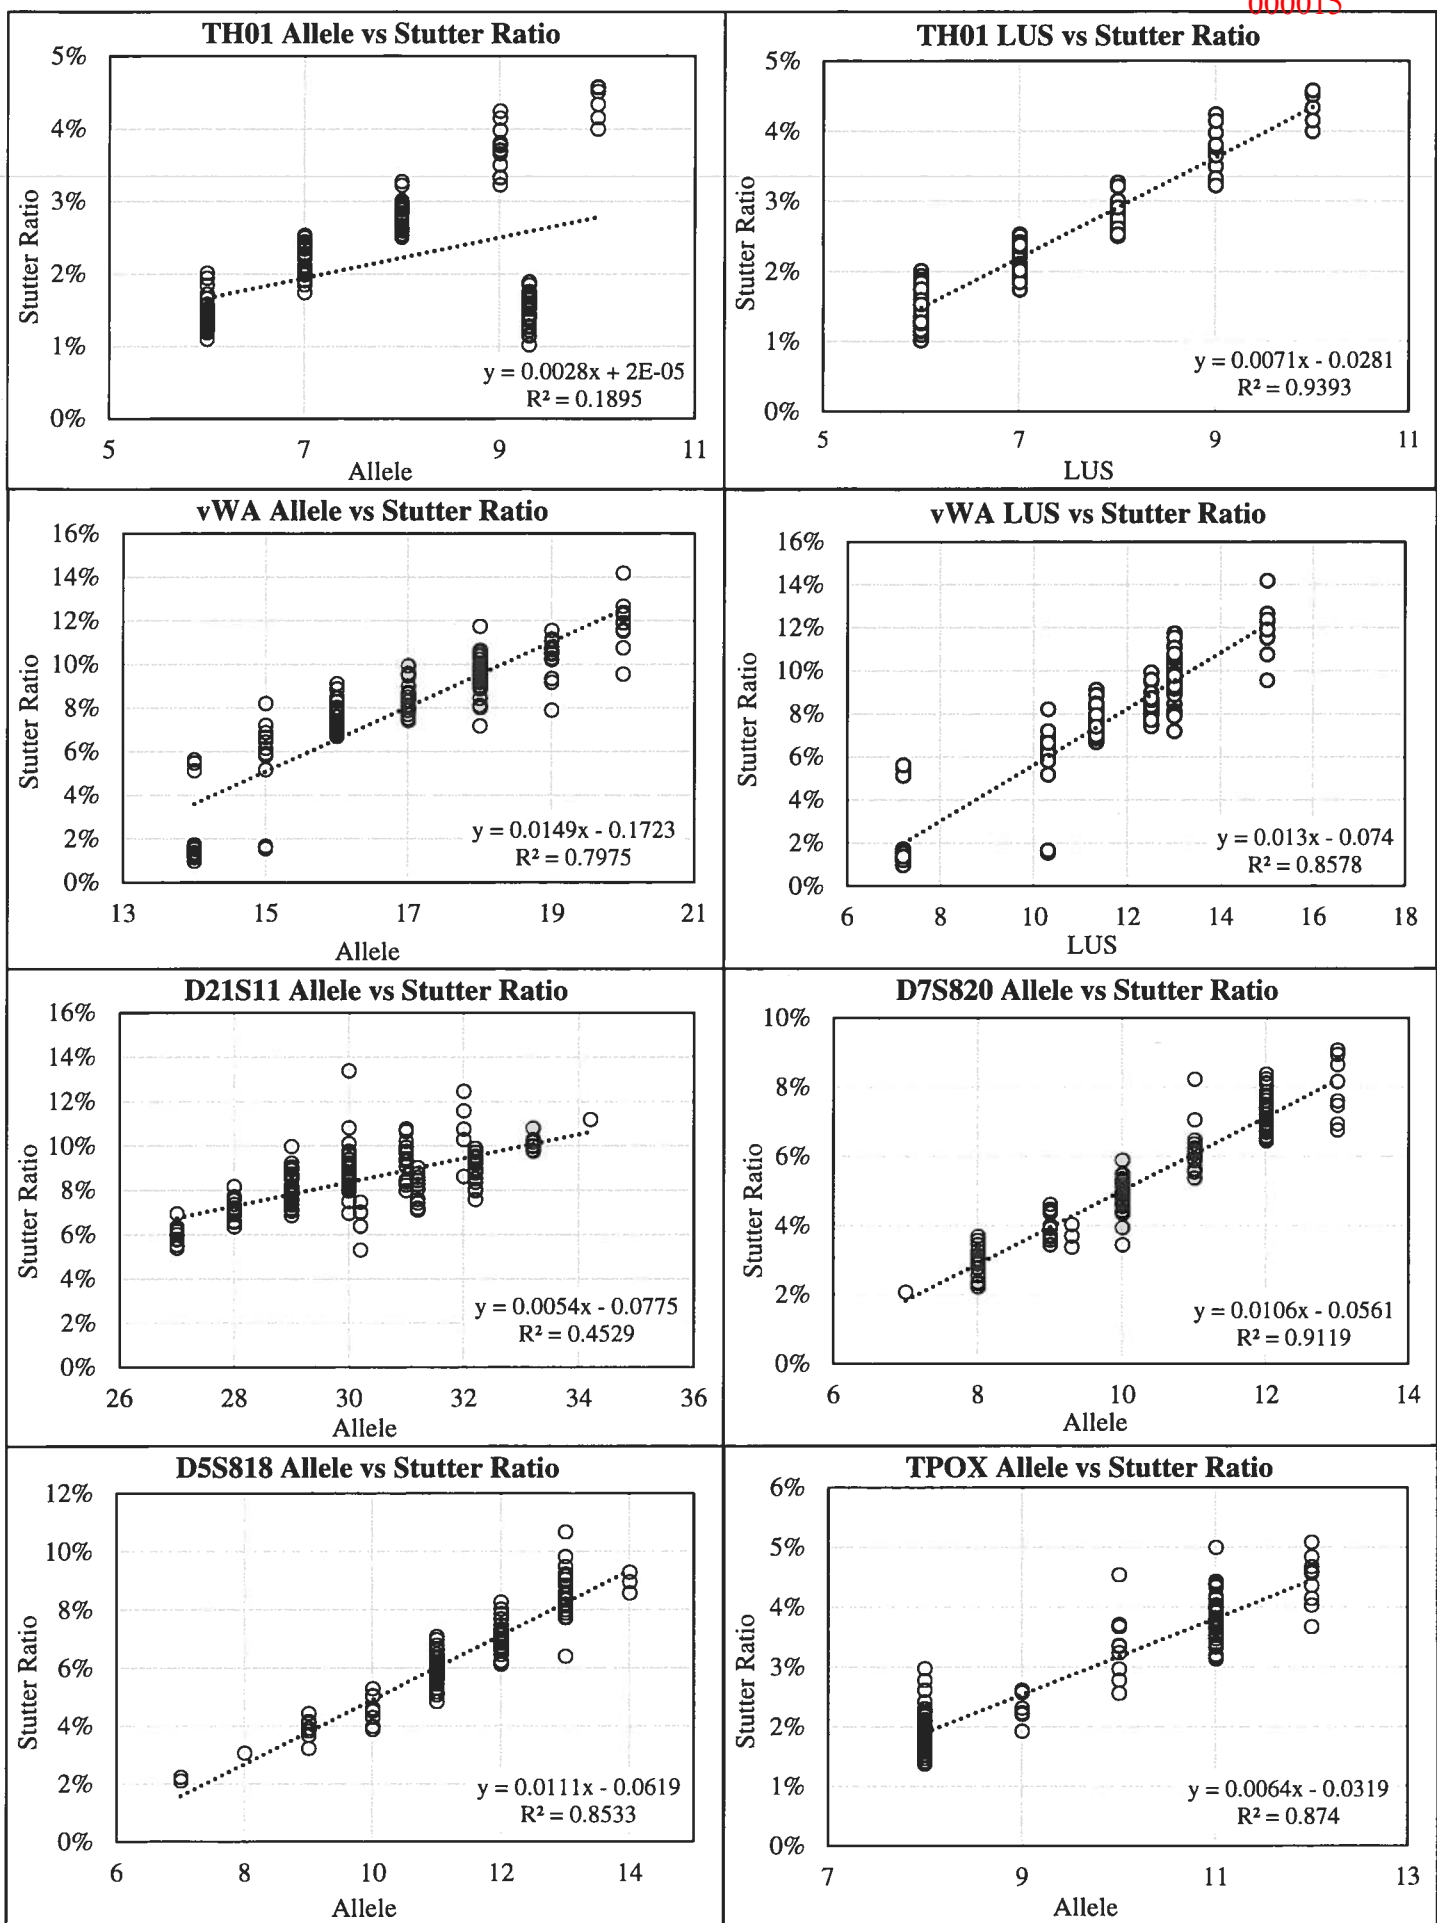 000015
TH01 Allele vs Stutter Ratio
5%
4%
3%
2%
1%
0%
Stutter Ratio
y = 0.0028x + 2E-05
R² = 0.1895
5 7 9 11
Allele
TH01 LUS vs Stutter Ratio
5%
4%
3%
2%
1%
0%
Stutter Ratio
y = 0.0071x - 0.0281
R² = 0.9393
5 7 9 11
LUS
vWA Allele vs Stutter Ratio
16%
14%
12%
10%
8%
6%
4%
2%
0%
Stutter Ratio
y = 0.0149x - 0.1723
R² = 0.7975
13 15 17 19 21
Allele
vWA LUS vs Stutter Ratio
16%
14%
12%
10%
8%
6%
4%
2%
0%
Stutter Ratio
y = 0.013x - 0.074
R² = 0.8578
6 8 10 12 14 16 18
LUS
D21S11 Allele vs Stutter Ratio
16%
14%
12%
10%
8%
6%
4%
2%
0%
Stutter Ratio
y = 0.0054x - 0.0775
R² = 0.4529
26 28 30 32 34 36
Allele
D7S820 Allele vs Stutter Ratio
10%
8%
6%
4%
2%
0%
Stutter Ratio
y = 0.0106x - 0.0561
R² = 0.9119
6 8 10 12 14
Allele
D5S818 Allele vs Stutter Ratio
12%
10%
8%
6%
4%
2%
0%
Stutter Ratio
y = 0.0111x - 0.0619
R² = 0.8533
6 8 10 12 14
Allele
TPOX Allele vs Stutter Ratio
6%
5%
4%
3%
2%
1%
0%
Stutter Ratio
y = 0.0064x - 0.0319
R² = 0.874
7 9 11 13
Allele